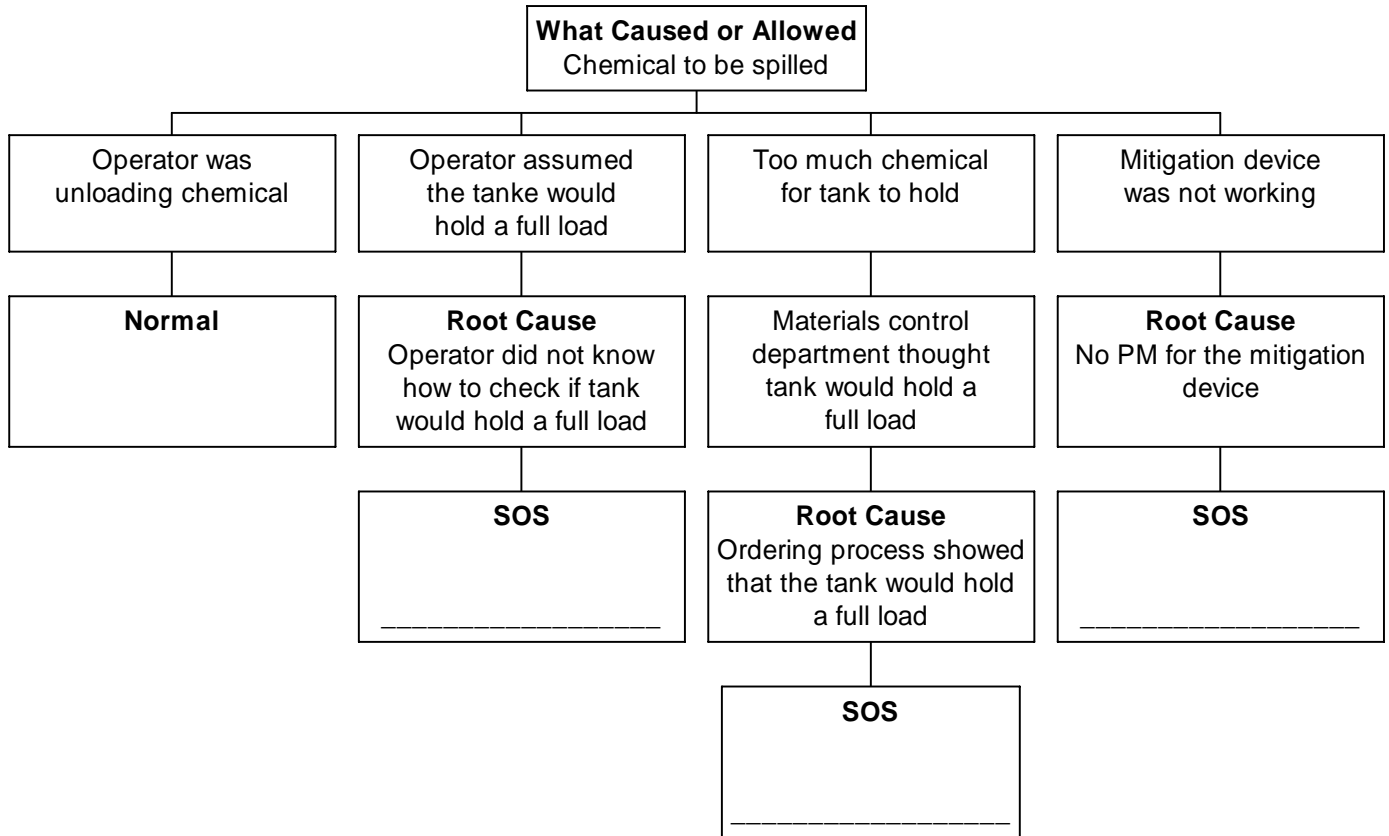 What Caused or Allowed
Chemical to be spilled
Operator was
unloading chemical
Operator assumed
the tanke would
hold a full load
Too much chemical
for tank to hold
Mitigation device
was not working
Normal
Root Cause
Operator did not know
how to check if tank
would hold a full load
Materials control
department thought
tank would hold a
full load
Root Cause
No PM for the mitigation
device
SOS
__________________
Root Cause
Ordering process showed
that the tank would hold
a full load
SOS
__________________
SOS
__________________